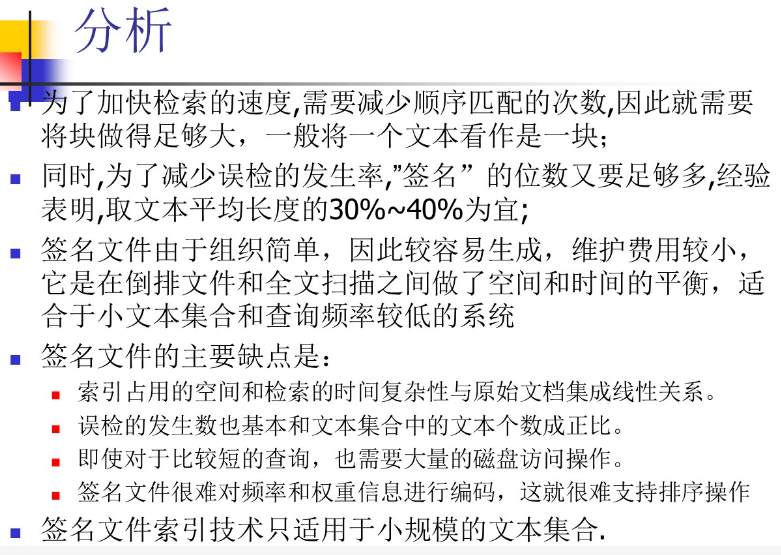 分析
为了加快检索的速度,需要减少顺序匹配的次数,因此就需要
将块做得足够大，一般将一个文本看作是一块；
同时,为了减少误检的发生率,”签名”的位数又要足够多,经验
表明,取文本平均长度的30%~40%为宜;
签名文件由于组织简单，因此较容易生成，维护费用较小，
它是在倒排文件和全文扫描之间做了空间和时间的平衡，适
合于小文本集合和查询频率较低的系统
签名文件的主要缺点是：
索引占用的空间和检索的时间复杂性与原始文档集成线性关系。
误检的发生数也基本和文本集合中的文本个数成正比。
即使对于比较短的查询，也需要大量的磁盘访问操作。
签名文件很难对频率和权重信息进行编码，这就很难支持排序操作
签名文件索引技术只适用于小规模的文本集合.